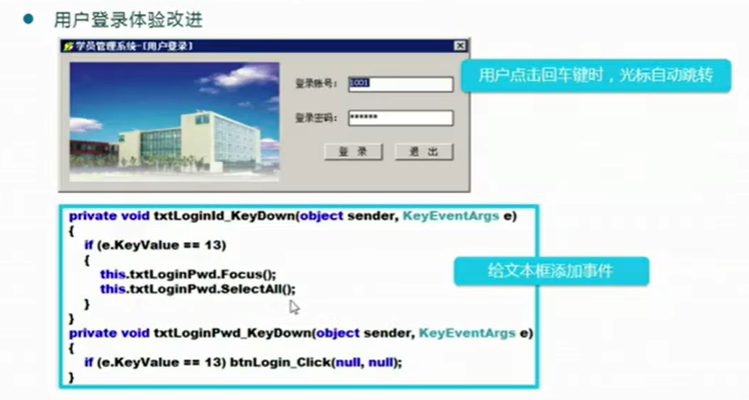 用户登录体验改进
学员管理系统-[用户登录]
登录账号：
1001
用户点击回车键时，光标自动跳转
登录密码：
******
登 录
退 出
private void txtLoginId_KeyDown(object sender, KeyEventArgs e)
{
if (e.KeyValue == 13)
{
this.txtLoginPwd.Focus();
this.txtLoginPwd.SelectAll();
}
}
给文本框添加事件
private void txtLoginPwd_KeyDown(object sender, KeyEventArgs e)
{
if (e.KeyValue == 13) btnLogin_Click(null, null);
}